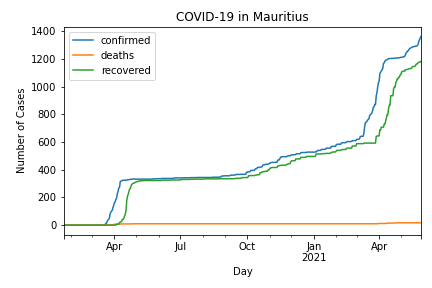 COVID-19 in Mauritius
1400
1200
1000
800
600
400
200
0
Number of Cases
confirmed
deaths
recovered
Apr
Jul
Oct
Jan
2021
Apr
Day